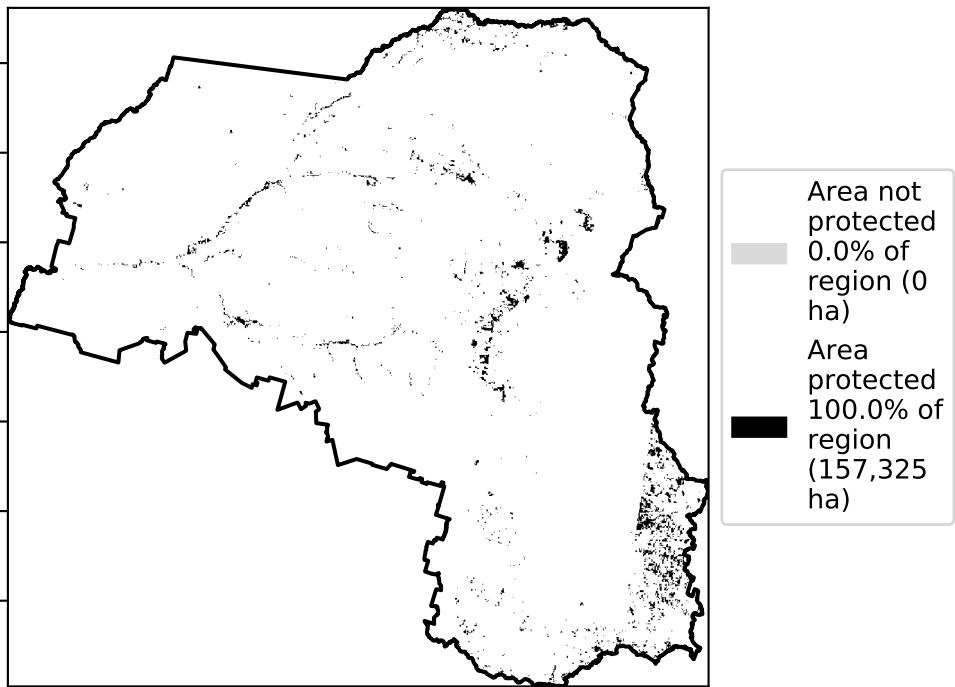 Area not
protected
0.0% of
region (0
ha)
Area
protected
100.0% of
region
(157,325
ha)